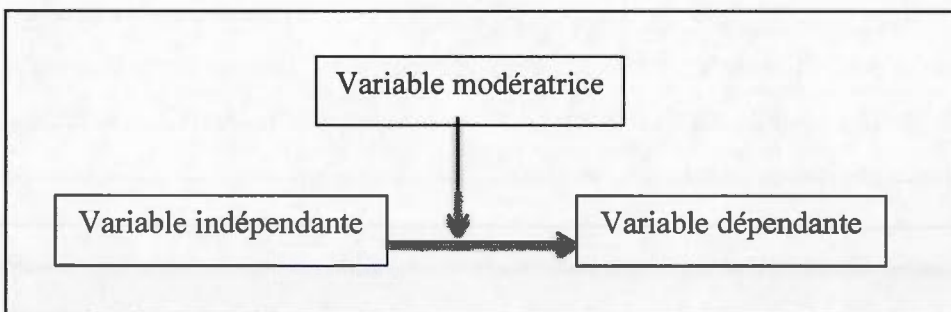 Variable modératrice
Variable indépendante
Variable dépendante